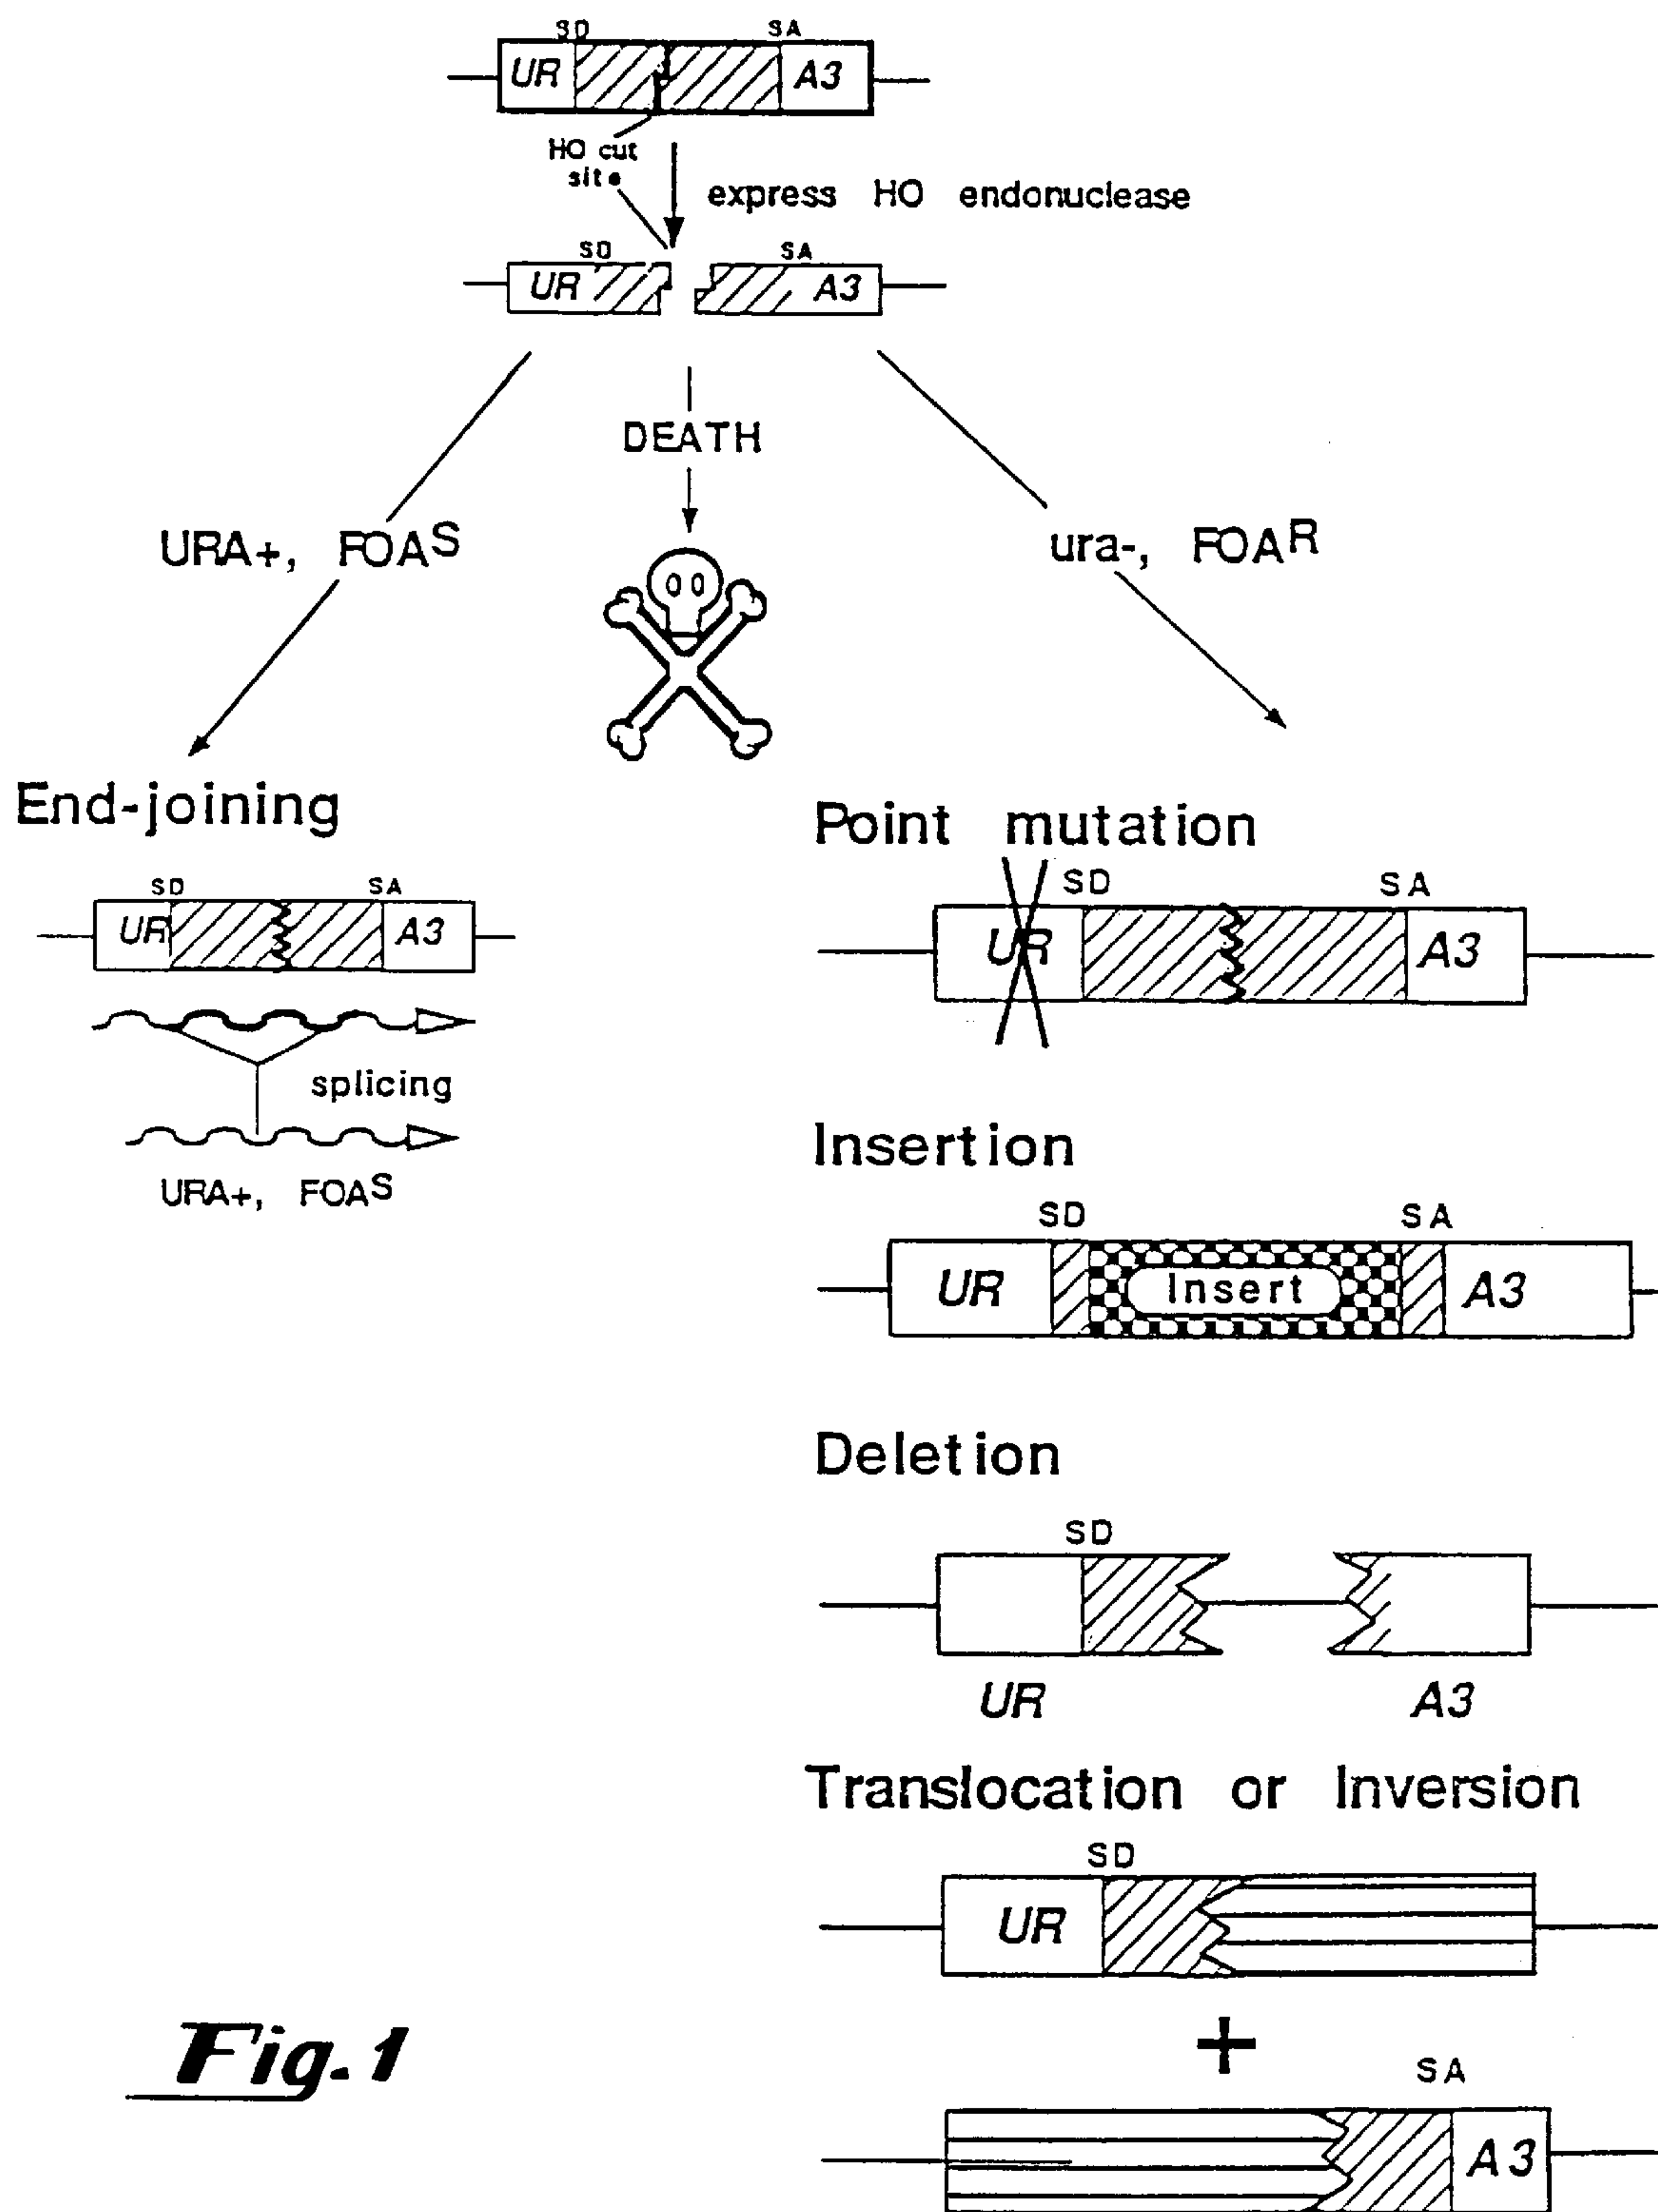 SD SA
UR A3
HO cut
site
express HO endonuclease
SD SA
UR A3
DEATH
URA+, FOAS
ura-, FOAR
End-joining
SD SA
UR A3
splicing
URA+, FOAS
Point mutation
SD SA
UR A3
Insertion
SD SA
UR Insert A3
Deletion
SD
UR A3
Translocation or Inversion
SD
UR
+
SA
A3
Fig. 1